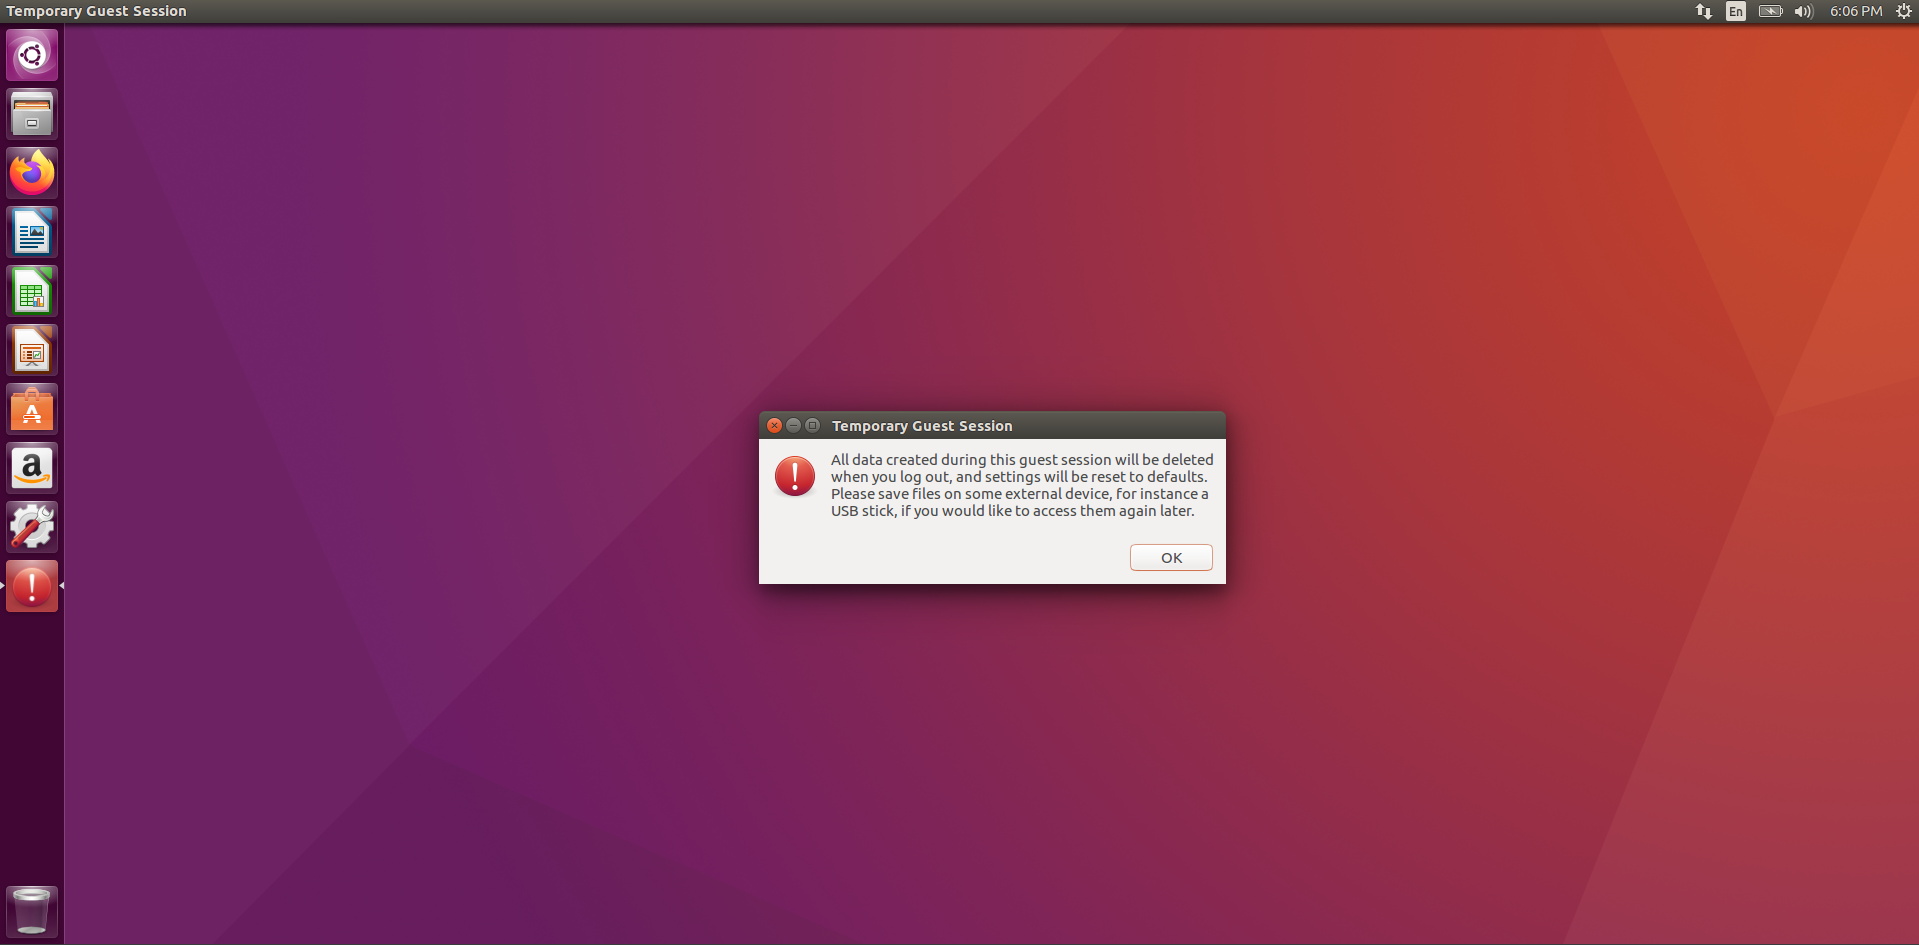 Temporary Guest Session
En
6:06 PM
Temporary Guest Session
All data created during this guest session will be deleted
when you log out, and settings will be reset to defaults.
Please save files on some external device, for instance a
USB stick, if you would like to access them again later.
OK
A
a